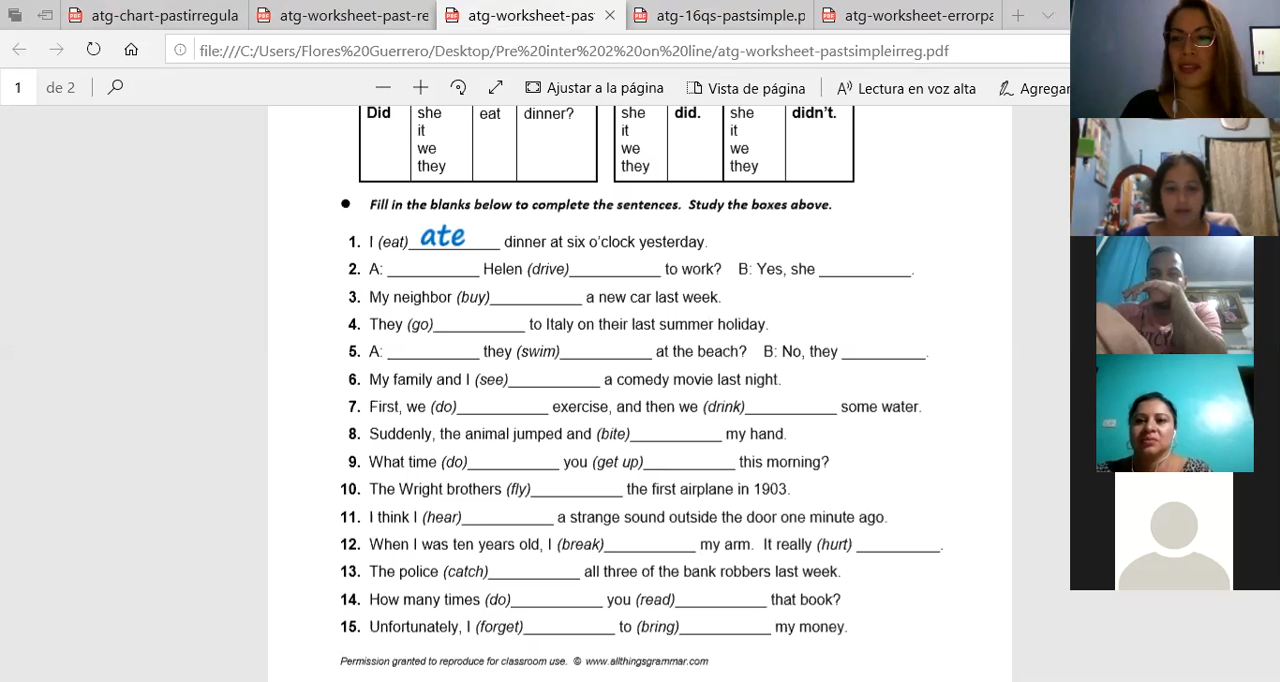 atg-chart-pastirregula
atg-worksheet-past-re
atg-worksheet-pas
atg-16qs-pastsimple.p
atg-worksheet-errorpa
file:///C:/Users/Flores%20Guerrero/Desktop/Pre%20inter%202%20on%20line/atg-worksheet-pastsimpleirreg.pdf
1 de 2 Ajustar a la página Vista de página Lectura en voz alta Agregar
Did she eat dinner? she did. she didn't.
it it it
we we we
they they they
● Fill in the blanks below to complete the sentences. Study the boxes above.
1. I (eat) ate dinner at six o'clock yesterday.
2. A: ___________ Helen (drive)___________ to work? B: Yes, she ___________.
3. My neighbor (buy)___________ a new car last week.
4. They (go)___________ to Italy on their last summer holiday.
5. A: ___________ they (swim)___________ at the beach? B: No, they __________.
6. My family and I (see)___________ a comedy movie last night.
7. First, we (do)___________ exercise, and then we (drink)___________ some water.
8. Suddenly, the animal jumped and (bite)___________ my hand.
9. What time (do)___________ you (get up)___________ this morning?
10. The Wright brothers (fly)___________ the first airplane in 1903.
11. I think I (hear)___________ a strange sound outside the door one minute ago.
12. When I was ten years old, I (break)___________ my arm. It really (hurt) __________.
13. The police (catch)___________ all three of the bank robbers last week.
14. How many times (do)___________ you (read)___________ that book?
15. Unfortunately, I (forget)___________ to (bring)___________ my money.
Permission granted to reproduce for classroom use. © www.allthingsgrammar.com